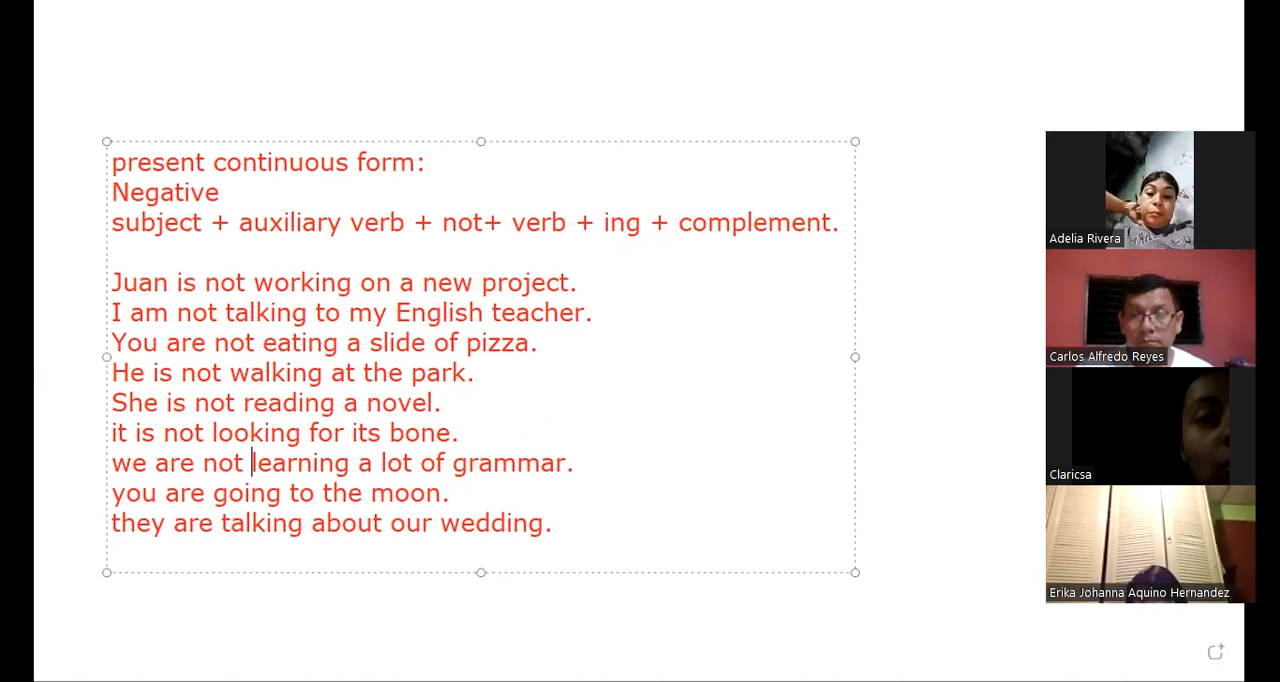 present continuous form:
Negative
subject + auxiliary verb + not+ verb + ing + complement.
Juan is not working on a new project.
I am not talking to my English teacher.
You are not eating a slide of pizza.
He is not walking at the park.
She is not reading a novel.
it is not looking for its bone.
we are not learning a lot of grammar.
you are going to the moon.
they are talking about our wedding.
Adelia Rivera
Carlos Alfredo Reyes
Claricsa
Erika Johanna Aquino Hernandez